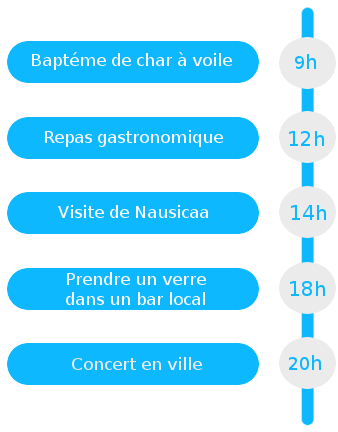 Baptéme de char à voile
9h
Repas gastronomique
12h
Visite de Nausicaa
14h
Prendre un verre
dans un bar local
18h
Concert en ville
20h